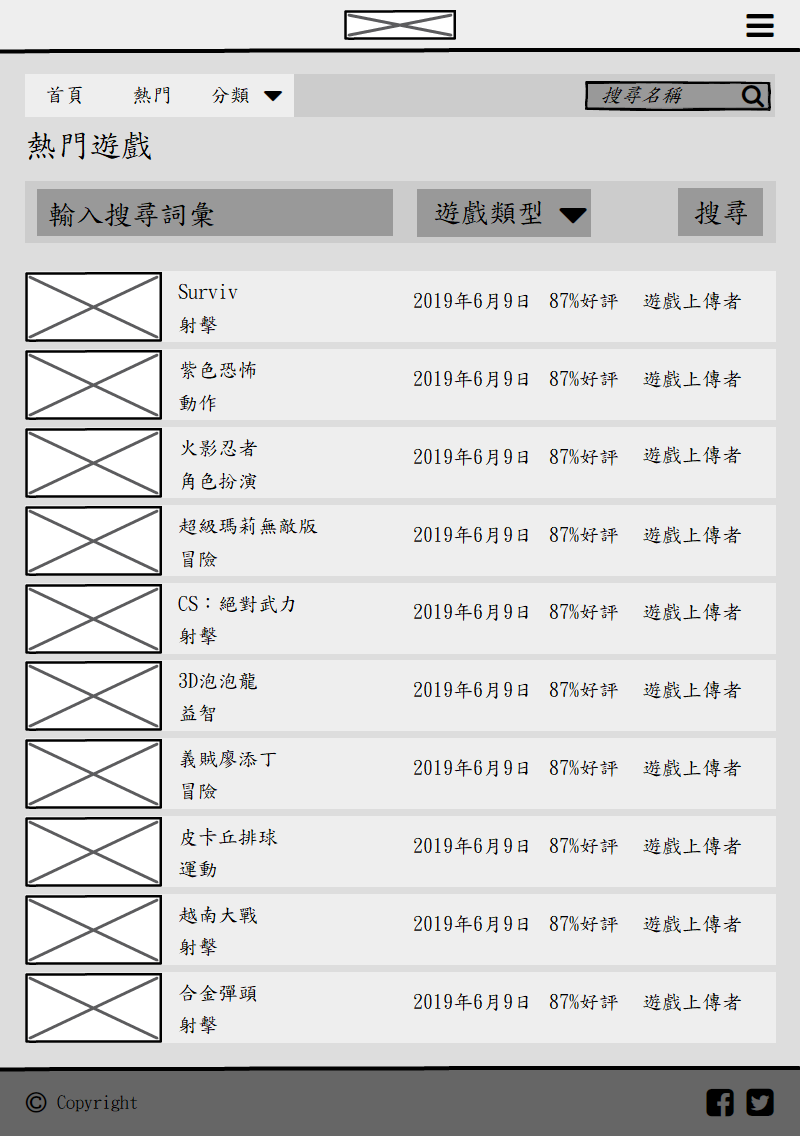 首頁 熱門 分類 搜尋名稱
熱門遊戲
輸入搜尋詞彙 遊戲類型 搜尋
Surviv
2019年6月9日 87%好評 遊戲上傳者
射擊
紫色恐怖
2019年6月9日 87%好評 遊戲上傳者
動作
火影忍者
2019年6月9日 87%好評 遊戲上傳者
角色扮演
超級瑪莉無敵版
2019年6月9日 87%好評 遊戲上傳者
冒險
CS：絕對武力
2019年6月9日 87%好評 遊戲上傳者
射擊
3D泡泡龍
2019年6月9日 87%好評 遊戲上傳者
益智
義賊廖添丁
2019年6月9日 87%好評 遊戲上傳者
冒險
皮卡丘排球
2019年6月9日 87%好評 遊戲上傳者
運動
越南大戰
2019年6月9日 87%好評 遊戲上傳者
射擊
合金彈頭
2019年6月9日 87%好評 遊戲上傳者
射擊
© Copyright